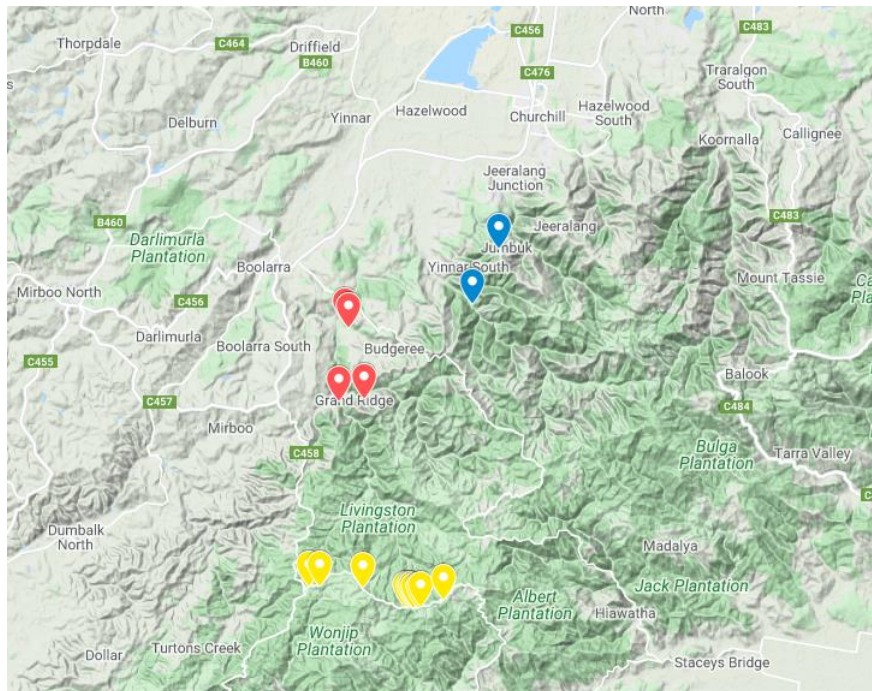 North
Thorpdale
C464
Driffield
C456
C483
B460
Traralgon
South
C476
Hazelwood
Yinnar
Churchill
Hazelwood
South
Delburn
Koornalla
Callignee
Jeeralang
Junction
C483
B460
Jeeralang
Darlimurla
Plantation
Jumbuk
Boolarra
Yinnar South
Mount Tassie
Mirboo North
C456
Darlimurla
Boolarra South
Budgeree
C455
Balook
Grand Ridge
C457
C484
Mirboo
C458
Bulga
Plantation
Tarra Valley
Livingston
Plantation
Dumbalk
North
Madalya
Jack Plantation
Albert
Plantation
Hiawatha
Wonjip
Plantation
Turtons Creek
Dollar
Staceys Bridge